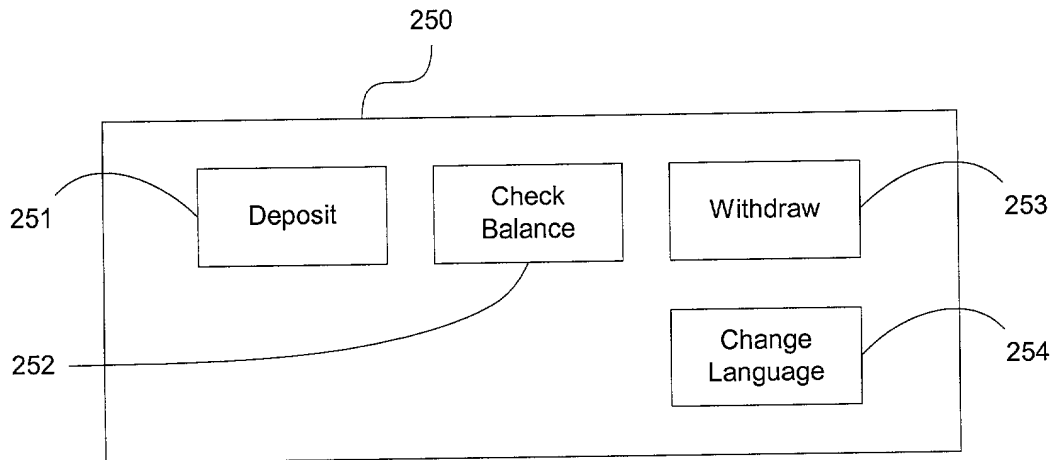 250
251
Deposit
Check
Balance
Withdraw
253
252
Change
Language
254